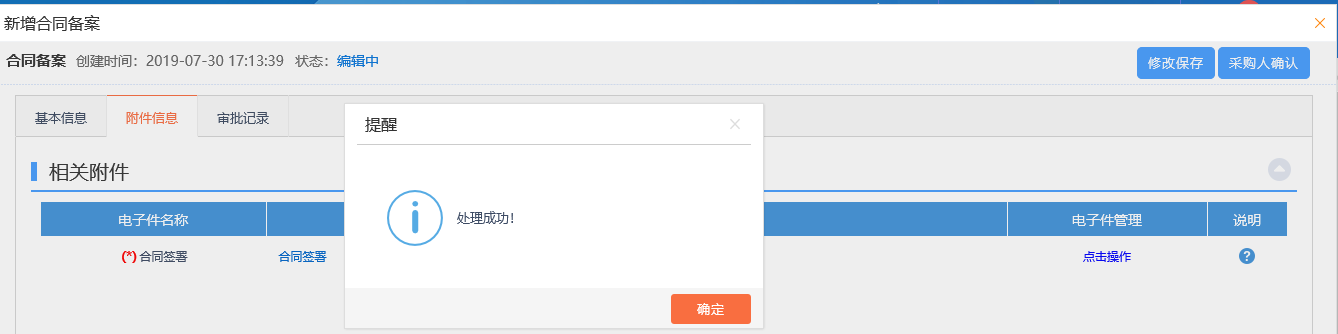 新增合同备案
合同备案 创建时间：2019-07-30 17:13:39 状态：编辑中 修改保存 采购人确认
基本信息 附件信息 审批记录
提醒
相关附件
处理成功！
电子件名称 电子件管理 说明
(*) 合同签署 合同签署 点击操作
确定